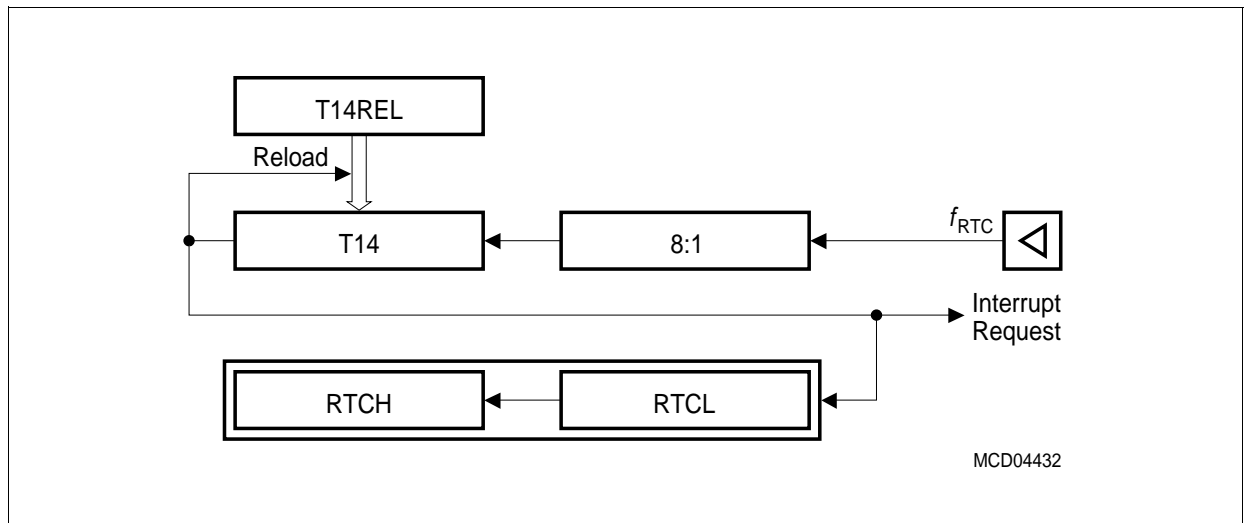 T14REL
Reload
T14
8:1
fRTC
Interrupt
Request
RTCH
RTCL
MCD04432